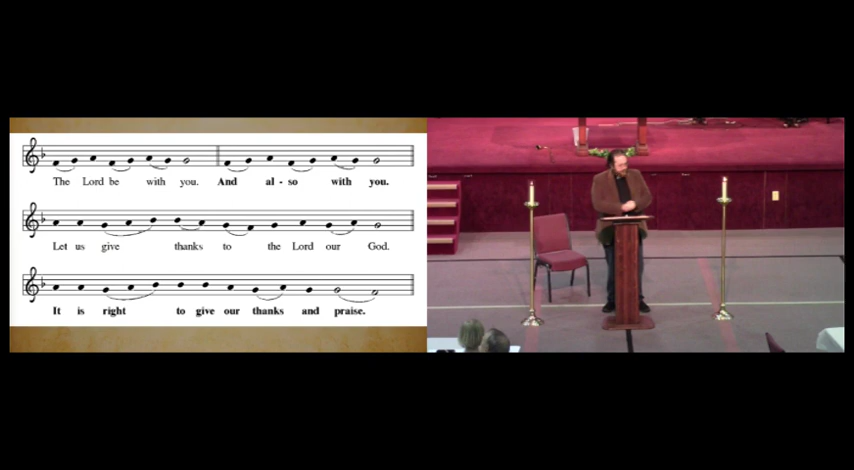 The Lord be with you. And al - so with you.
Let us give thanks to the Lord our God.
It is right to give our thanks and praise.